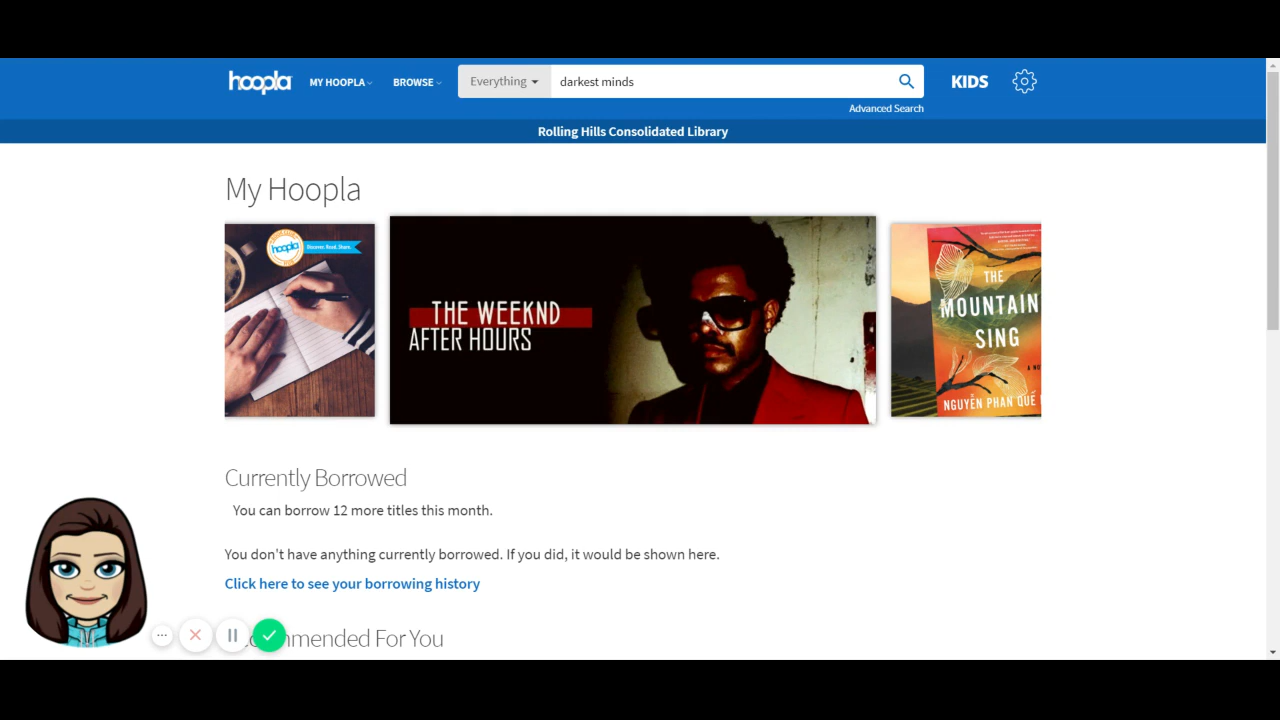 hoopla MY HOOPLA BROWSE Everything darkest minds KIDS
Advanced Search
Rolling Hills Consolidated Library
My Hoopla
hoopla Discover. Read. Share.
THE WEEKND
AFTER HOURS
THE
MOUNTAIN
SING
NGUYỄN PHAN QUẾ
Currently Borrowed
You can borrow 12 more titles this month.
You don't have anything currently borrowed. If you did, it would be shown here.
Click here to see your borrowing history
mmended For You